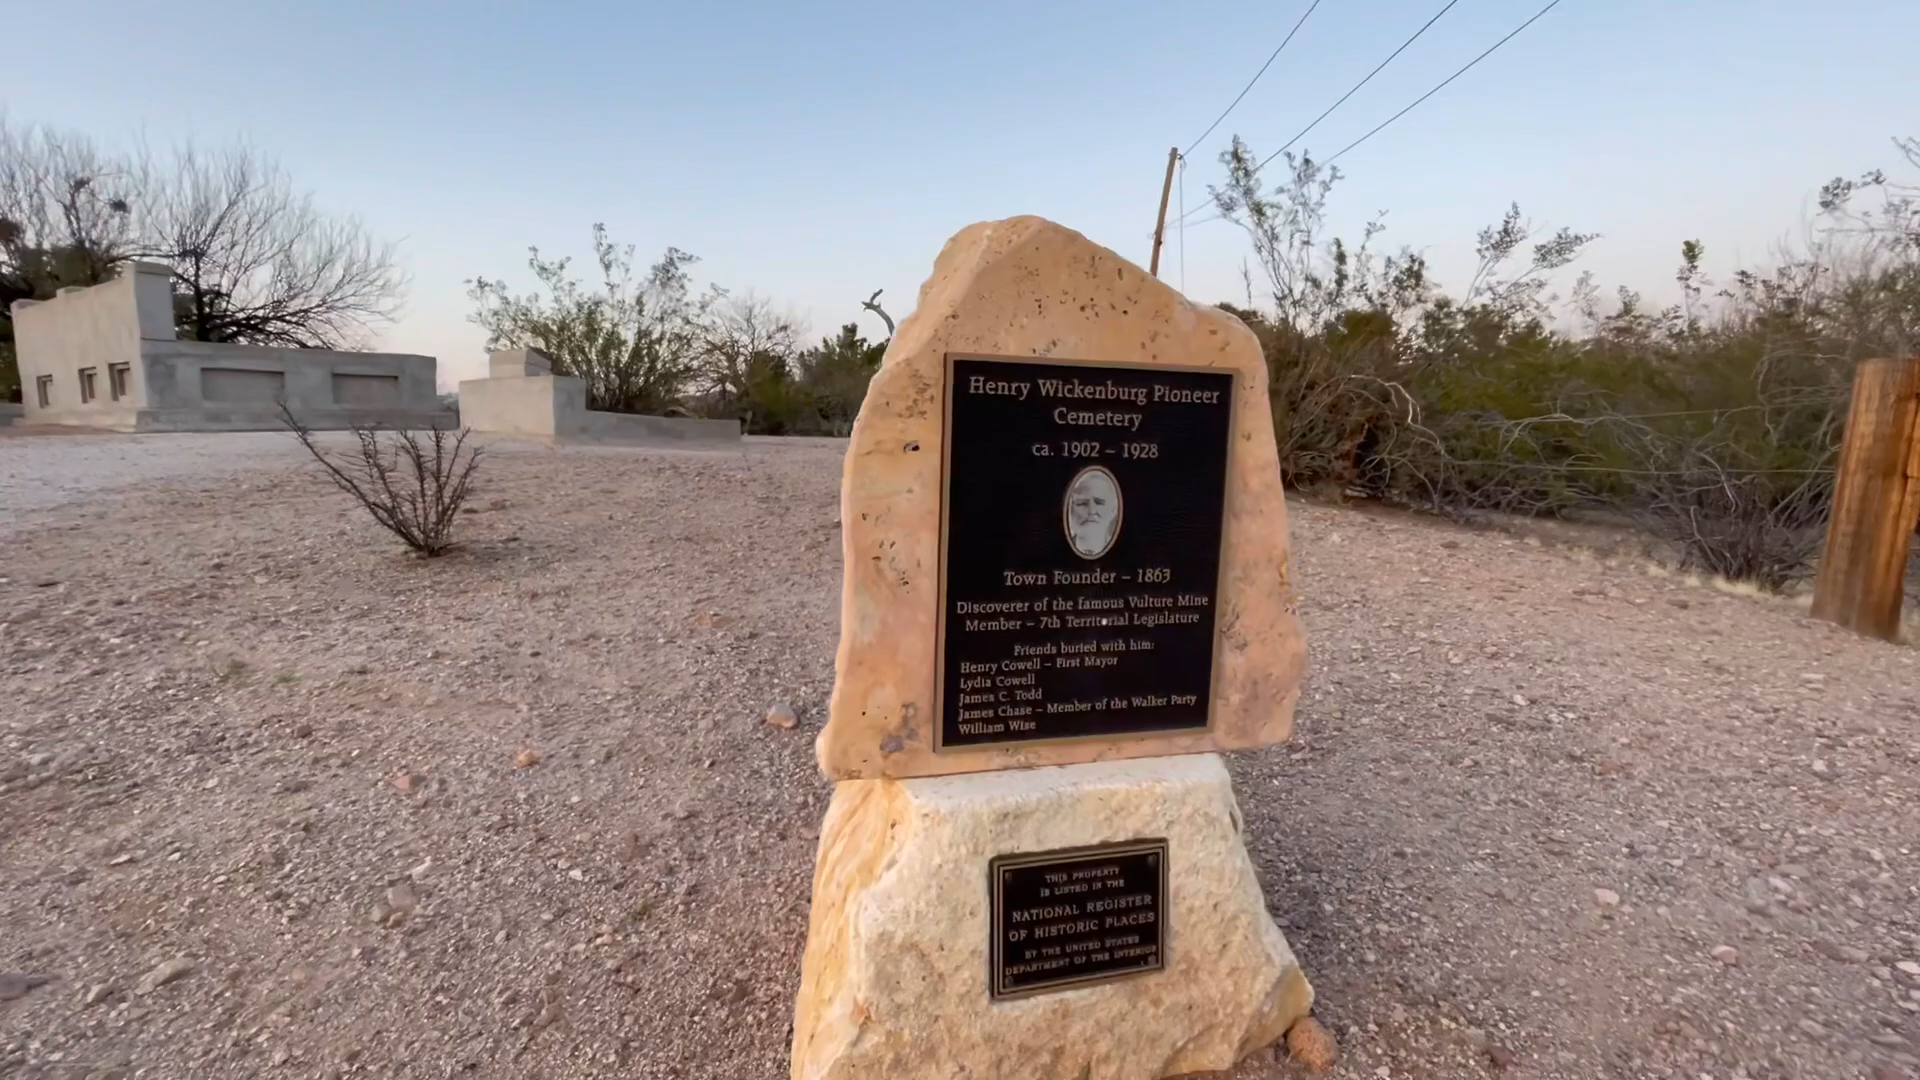 Henry Wickenburg Pioneer
Cemetery
ca. 1902 – 1928
Town Founder – 1863
Discoverer of the famous Vulture Mine
Member – 7th Territorial Legislature
Friends buried with him:
Henry Cowell – First Mayor
Lydia Cowell
James C. Todd
James Chase – Member of the Walker Party
William Wise
THIS PROPERTY
IS LISTED IN THE
NATIONAL REGISTER
OF HISTORIC PLACES
BY THE UNITED STATES
DEPARTMENT OF THE INTERIOR